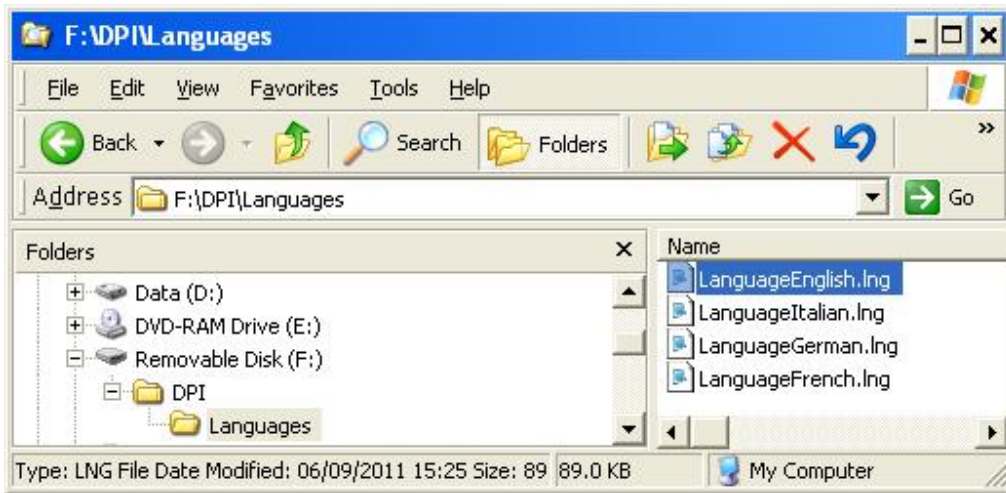 F:\DPI\Languages
File Edit View Favorites Tools Help
Back Search Folders »
Address F:\DPI\Languages Go
Folders
Data (D:)
DVD-RAM Drive (E:)
Removable Disk (F:)
DPI
Languages
Name
LanguageEnglish.lng
LanguageItalian.lng
LanguageGerman.lng
LanguageFrench.lng
Type: LNG File Date Modified: 06/09/2011 15:25 Size: 89 89.0 KB My Computer